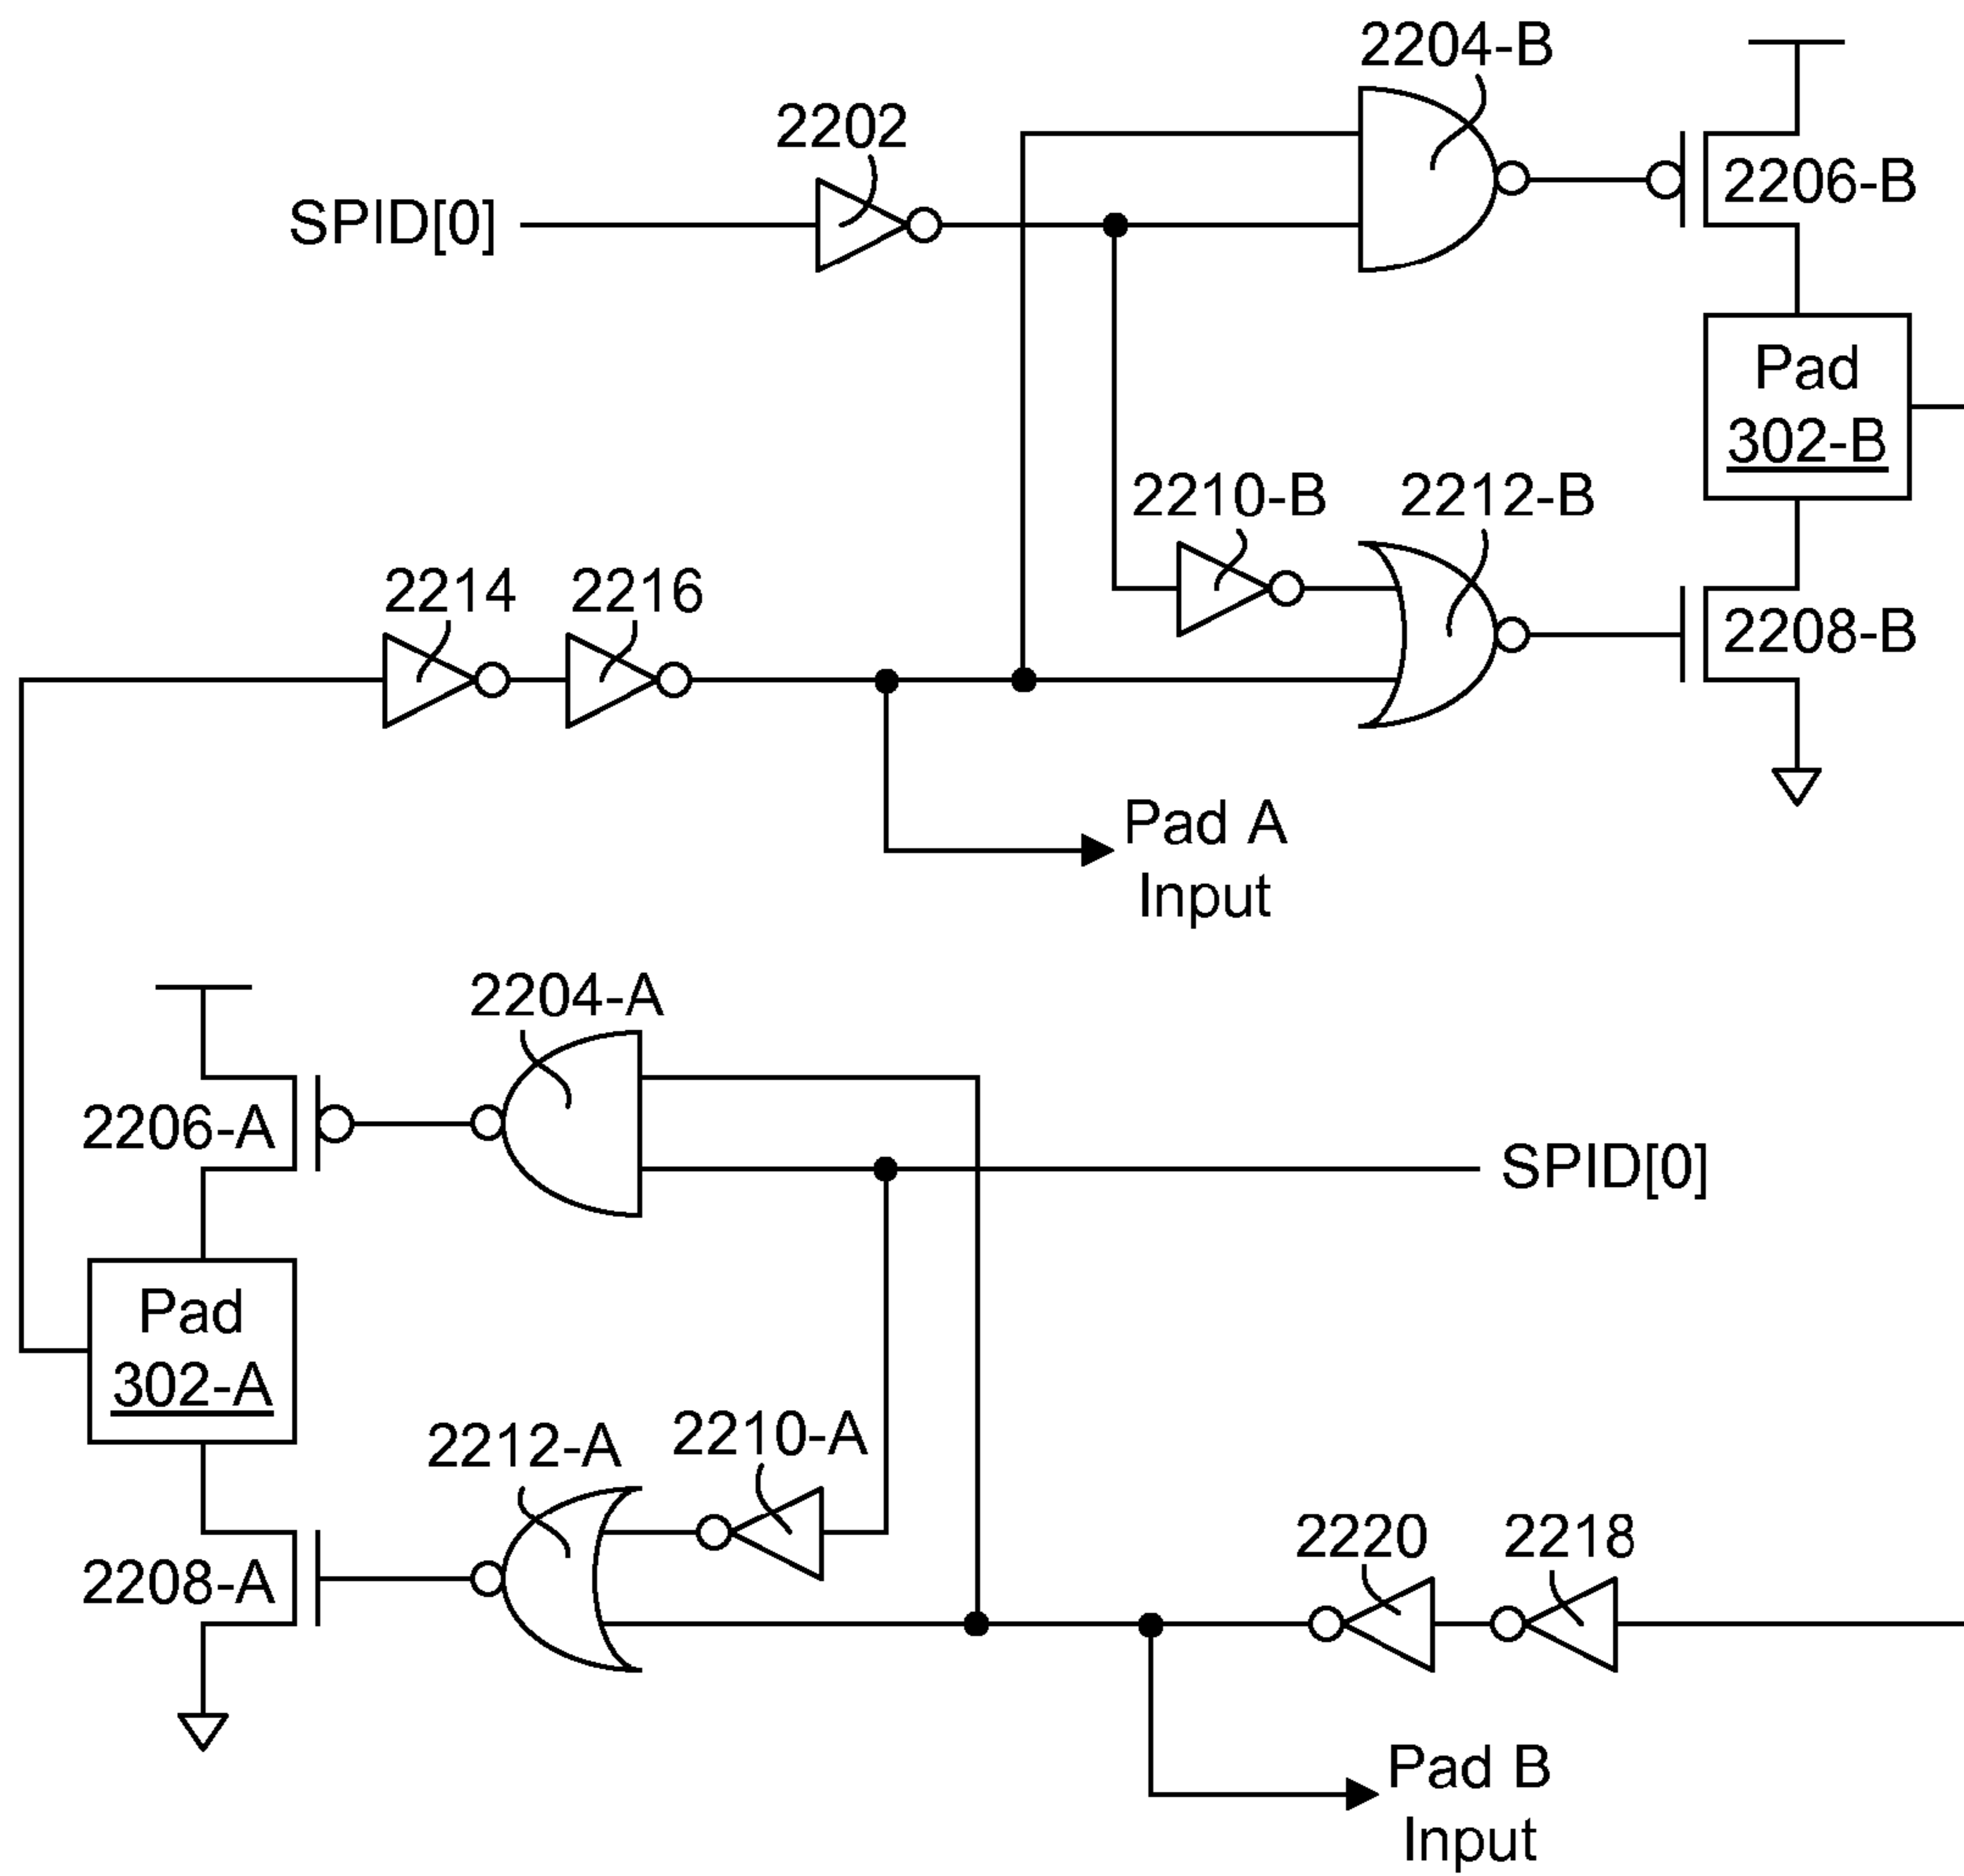 2204-B
2202
SPID[0]
2206-B
Pad
302-B
2210-B
2212-B
2214
2216
2208-B
Pad A
Input
2204-A
2206-A
SPID[0]
Pad
302-A
2212-A
2210-A
2208-A
2220
2218
Pad B
Input